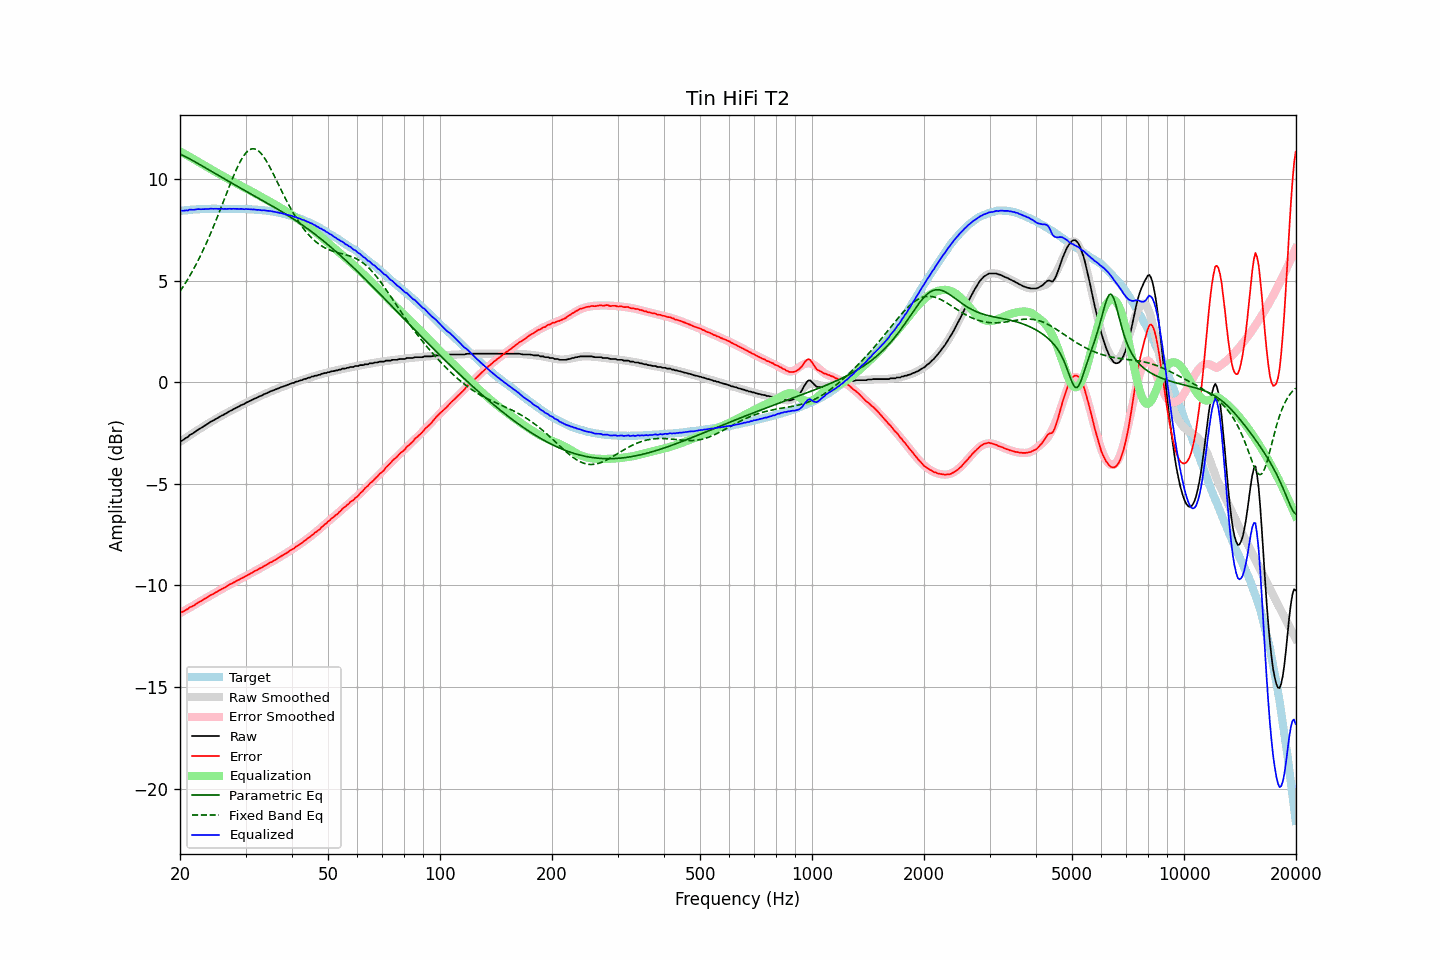 Tin HiFi T2
Amplitude (dBr)
10
5
0
−5
−10
−15
−20
Target
Raw Smoothed
Error Smoothed
Raw
Error
Equalization
Parametric Eq
Fixed Band Eq
Equalized
20 50 100 200 500 1000 2000 5000 10000 20000
Frequency (Hz)